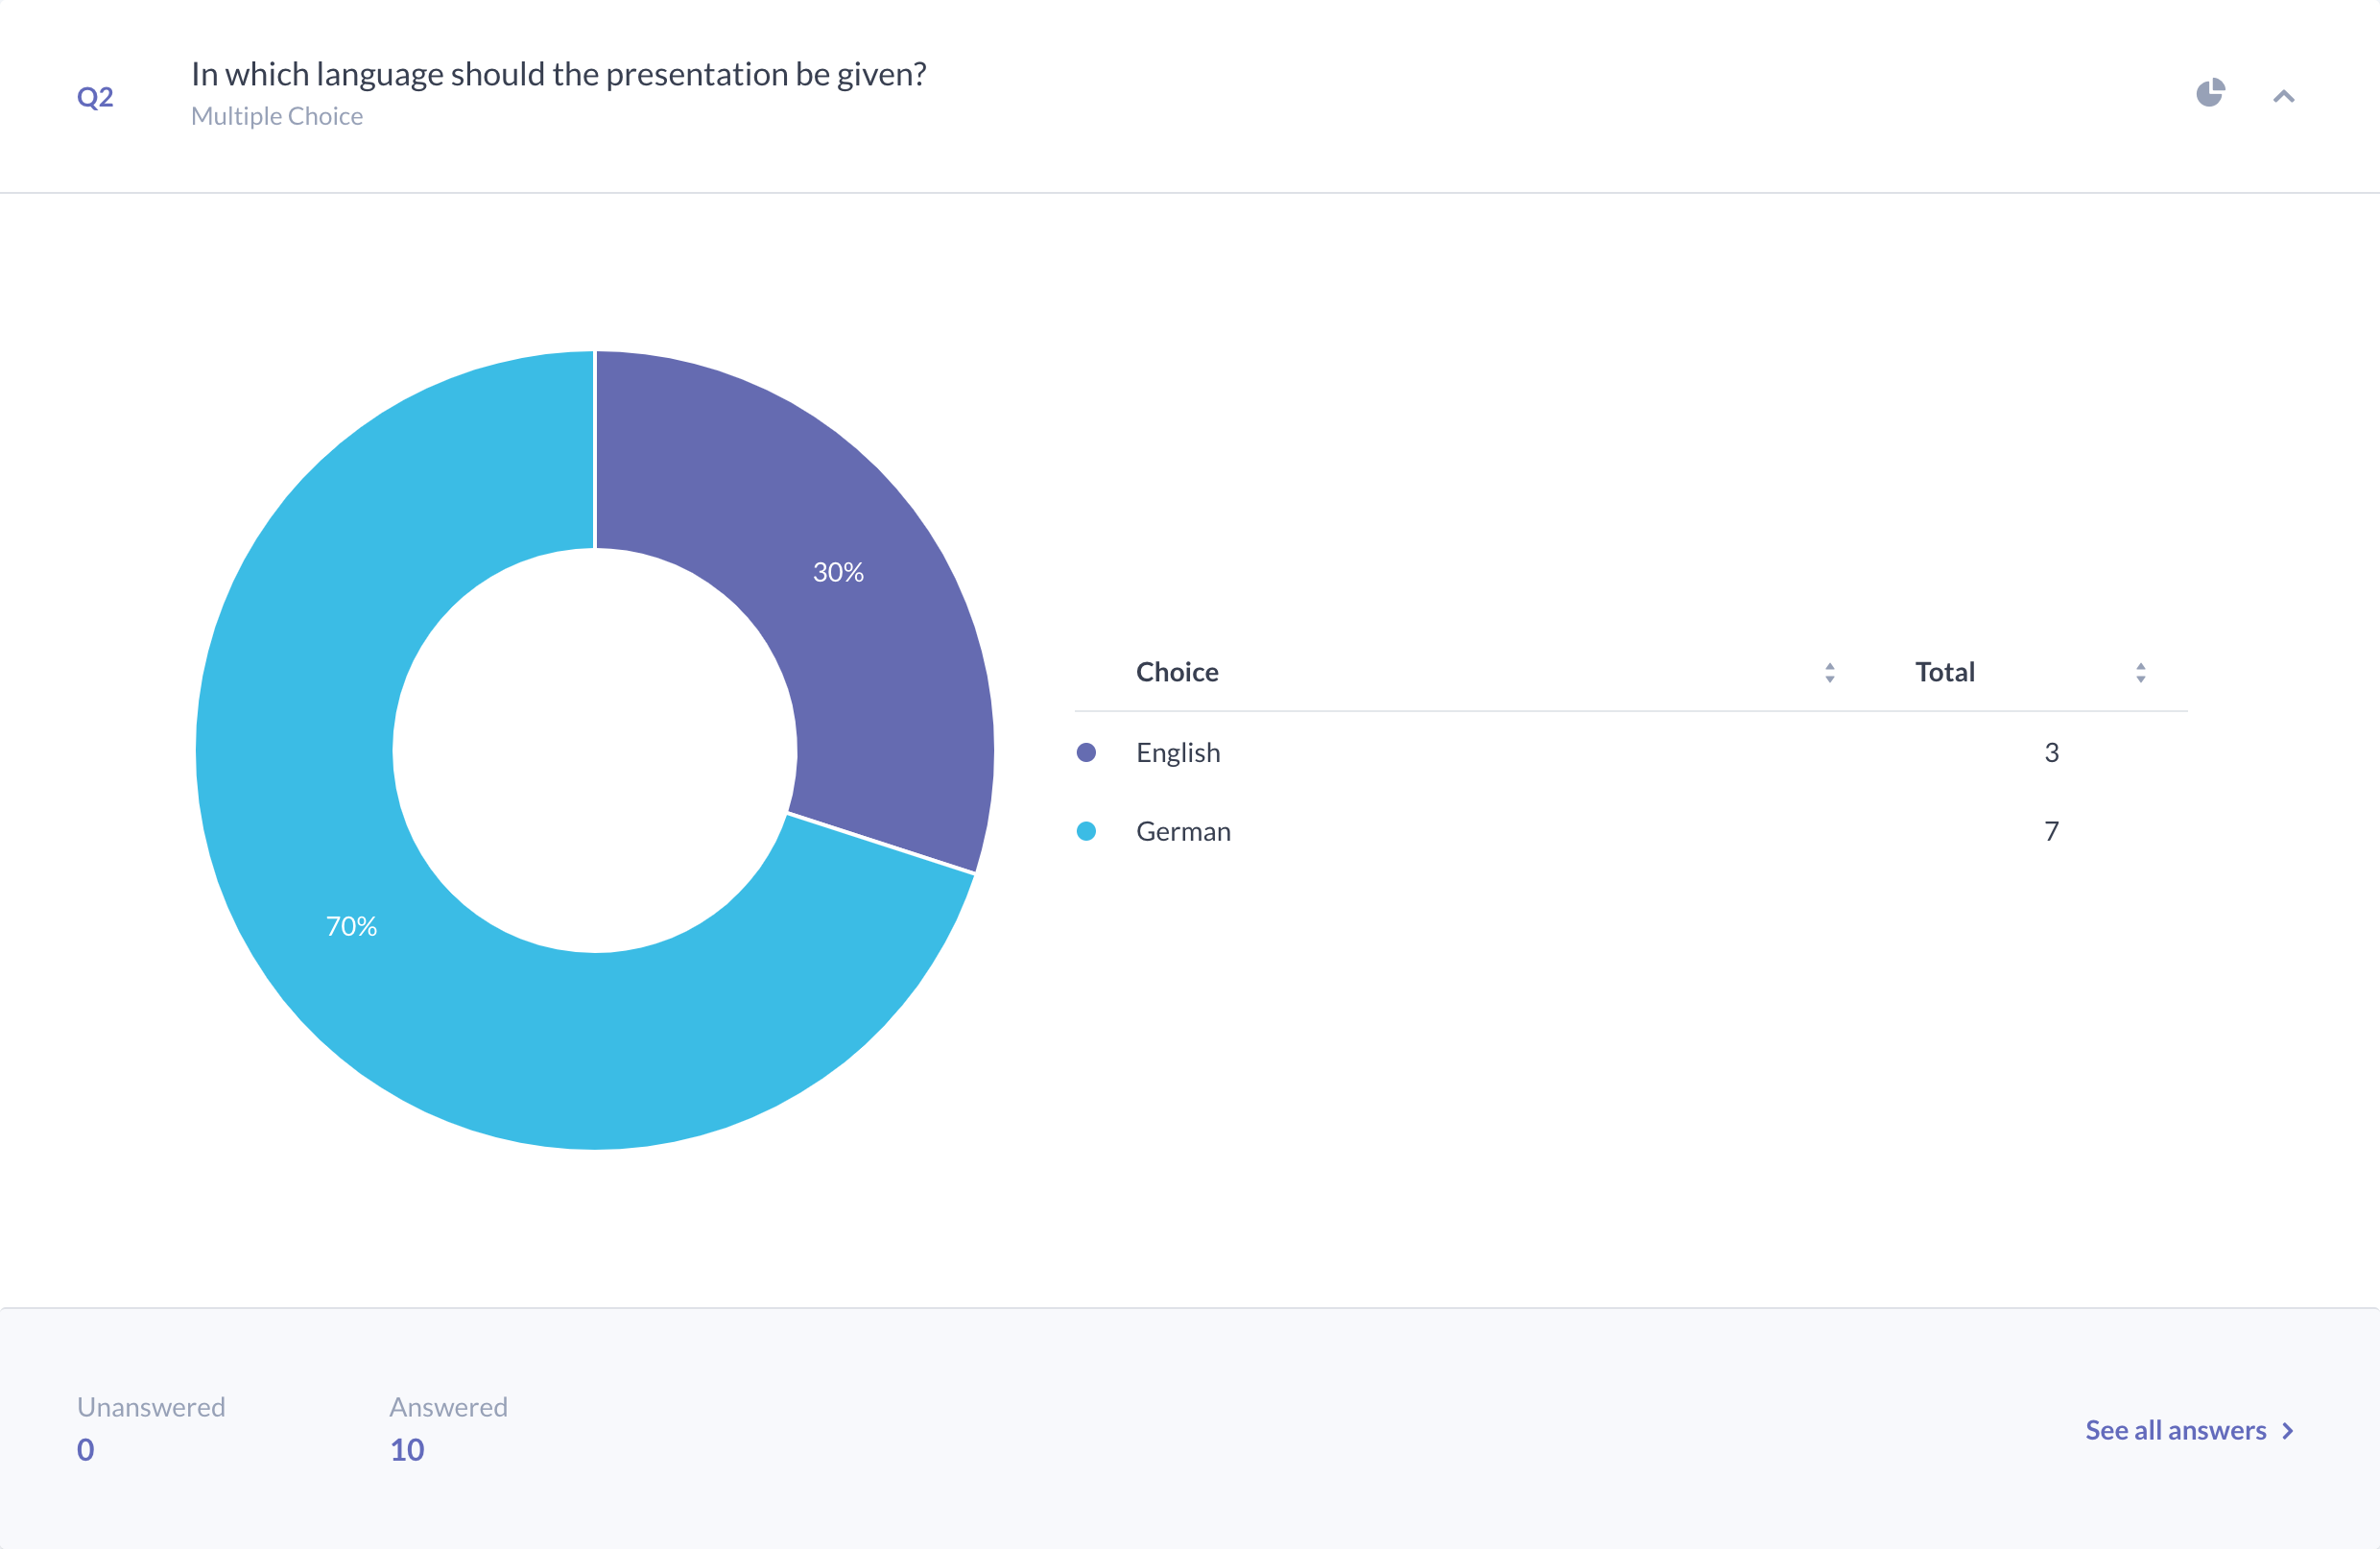 Q2
In which language should the presentation be given?
Multiple Choice
30%
70%
Choice Total
English 3
German 7
Unanswered Answered
0 10
See all answers